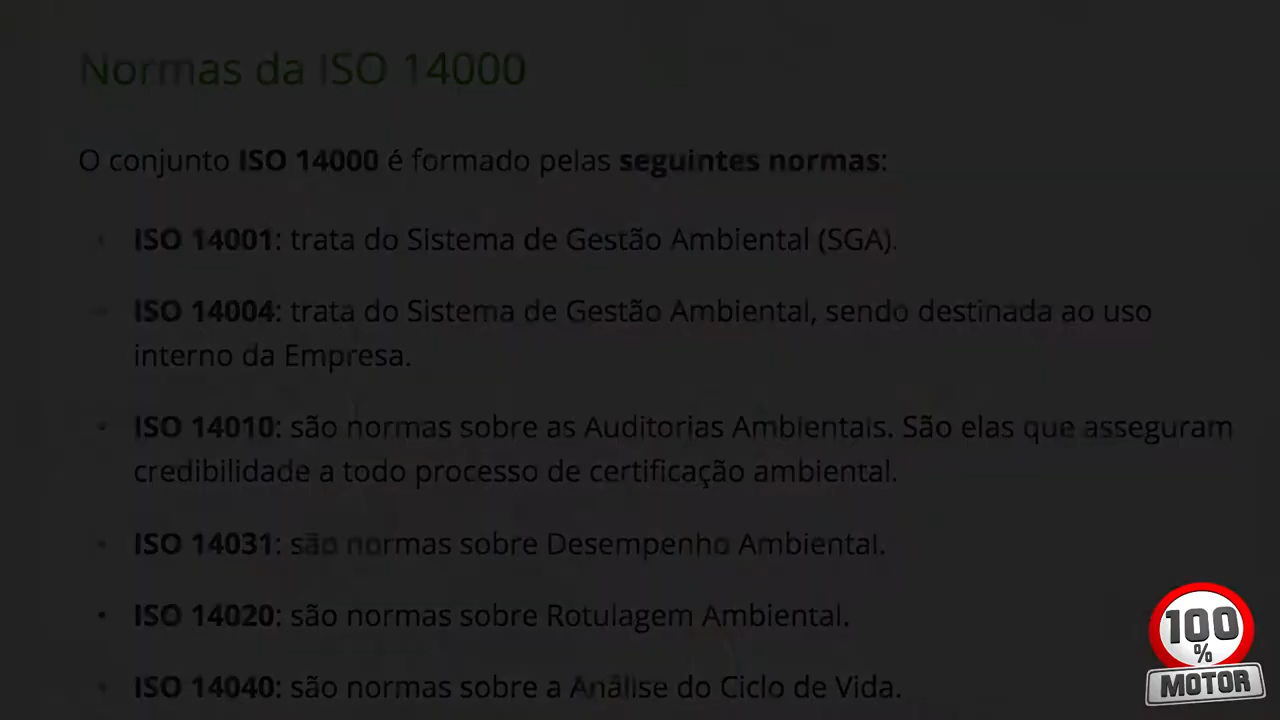 Normas da ISO 14000
O conjunto ISO 14000 é formado pelas seguintes normas:
• ISO 14001: trata do Sistema de Gestão Ambiental (SGA).
• ISO 14004: trata do Sistema de Gestão Ambiental, sendo destinada ao uso
interno da Empresa.
• ISO 14010: são normas sobre as Auditorias Ambientais. São elas que asseguram
credibilidade a todo processo de certificação ambiental.
• ISO 14031: são normas sobre Desempenho Ambiental.
• ISO 14020: são normas sobre Rotulagem Ambiental.
• ISO 14040: são normas sobre a Análise do Ciclo de Vida.
100
%
MOTOR